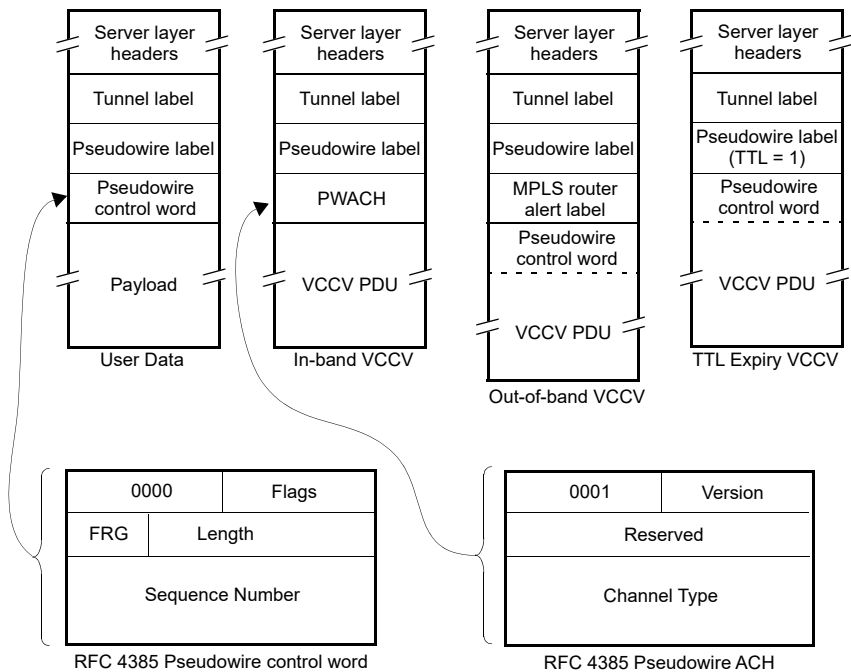 Server layer
headers
Tunnel label
Pseudowire label
Pseudowire
control word
Payload
User Data
Server layer
headers
Tunnel label
Pseudowire label
PWACH
VCCV PDU
In-band VCCV
Server layer
headers
Tunnel label
Pseudowire label
MPLS router
alert label
Pseudowire
control word
VCCV PDU
Out-of-band VCCV
Server layer
headers
Tunnel label
Pseudowire label
(TTL = 1)
Pseudowire
control word
VCCV PDU
TTL Expiry VCCV
0000
Flags
FRG
Length
Sequence Number
RFC 4385 Pseudowire control word
0001
Version
Reserved
Channel Type
RFC 4385 Pseudowire ACH